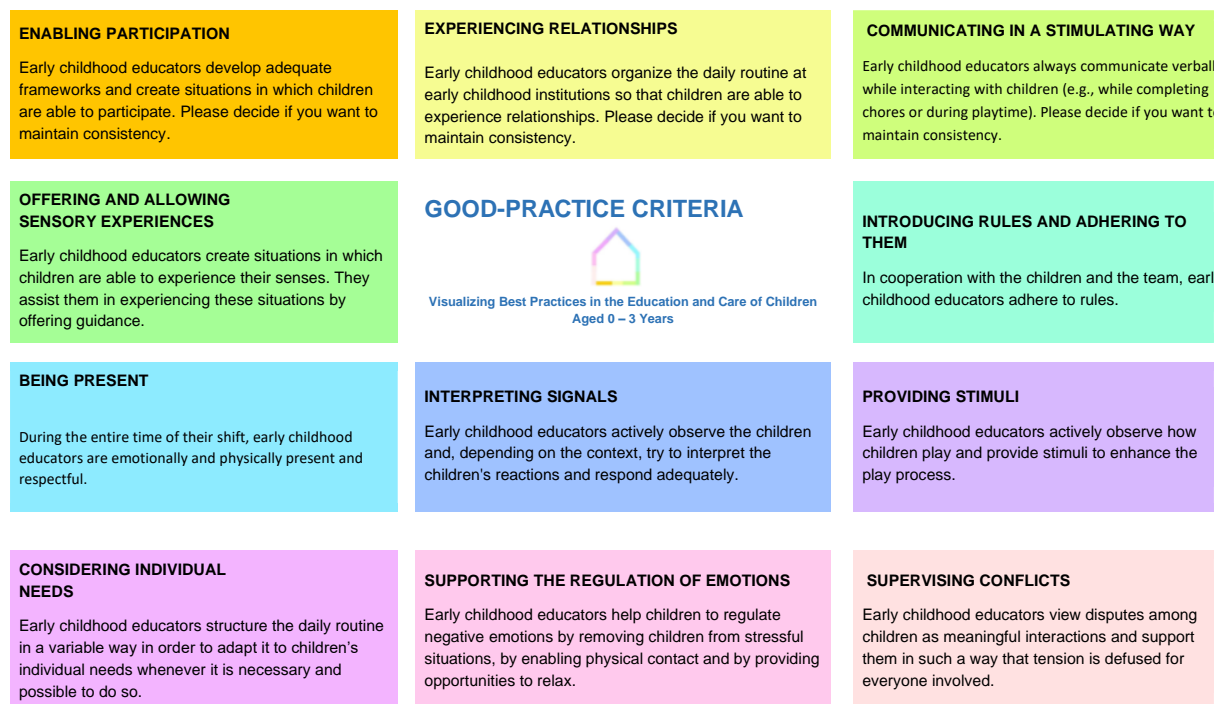 ENABLING PARTICIPATION
Early childhood educators develop adequate
frameworks and create situations in which children
are able to participate. Please decide if you want to
maintain consistency.
EXPERIENCING RELATIONSHIPS
Early childhood educators organize the daily routine at
early childhood institutions so that children are able to
experience relationships. Please decide if you want to
maintain consistency.
COMMUNICATING IN A STIMULATING WAY
Early childhood educators always communicate verball
while interacting with children (e.g., while completing
chores or during playtime). Please decide if you want t
maintain consistency.
OFFERING AND ALLOWING
SENSORY EXPERIENCES
Early childhood educators create situations in which
children are able to experience their senses. They
assist them in experiencing these situations by
offering guidance.
GOOD-PRACTICE CRITERIA
Visualizing Best Practices in the Education and Care of Children
Aged 0 – 3 Years
INTRODUCING RULES AND ADHERING TO
THEM
In cooperation with the children and the team, earl
childhood educators adhere to rules.
BEING PRESENT
During the entire time of their shift, early childhood
educators are emotionally and physically present and
respectful.
INTERPRETING SIGNALS
Early childhood educators actively observe the children
and, depending on the context, try to interpret the
children's reactions and respond adequately.
PROVIDING STIMULI
Early childhood educators actively observe how
children play and provide stimuli to enhance the
play process.
CONSIDERING INDIVIDUAL
NEEDS
Early childhood educators structure the daily routine
in a variable way in order to adapt it to children's
individual needs whenever it is necessary and
possible to do so.
SUPPORTING THE REGULATION OF EMOTIONS
Early childhood educators help children to regulate
negative emotions by removing children from stressful
situations, by enabling physical contact and by providing
opportunities to relax.
SUPERVISING CONFLICTS
Early childhood educators view disputes among
children as meaningful interactions and support
them in such a way that tension is defused for
everyone involved.